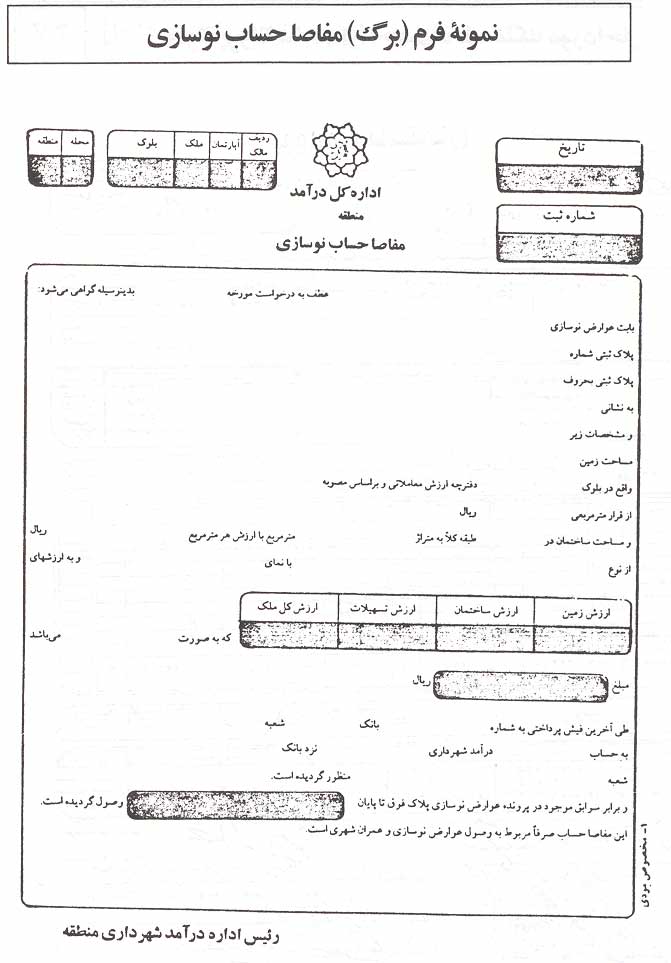 نمونهٔ فرم (برگ) مفاصا حساب نوسازی
تاریخ
شماره ثبت
اداره کل درآمد
منطقه
مفاصا حساب نوسازی
ردیف مالک آپارتمان ملک بلوک
محله منطقه
عطف به درخواست مورخه بدینوسیله گواهی می‌شود:
بابت عوارض نوسازی
پلاک ثبتی شماره
پلاک ثبتی بحروف
به نشانی
و مشخصات زیر
مساحت زمین
واقع در بلوک دفترچه ارزش معاملاتی و براساس مصوبه
از قرار مترمربعی ریال
و مساحت ساختمان در طبقه کلاً به متراژ مترمربع با ارزش هر مترمربع ریال
از نوع با نمای و به ارزشهای
ارزش زمین ارزش ساختمان ارزش تسهیلات ارزش کل ملک
که به صورت می‌باشد
مبلغ ریال
طی آخرین فیش پرداختی به شماره بانک شعبه
به حساب درآمد شهرداری نزد بانک
شعبه منظور گردیده است.
و برابر سوابق موجود در پرونده عوارض نوسازی پلاک فوق تا پایان وصول گردیده است.
این مفاصا حساب صرفاً مربوط به وصول عوارض نوسازی و عمران شهری است.
۱- مخصوص بودی
رئیس اداره درآمد شهرداری منطقه